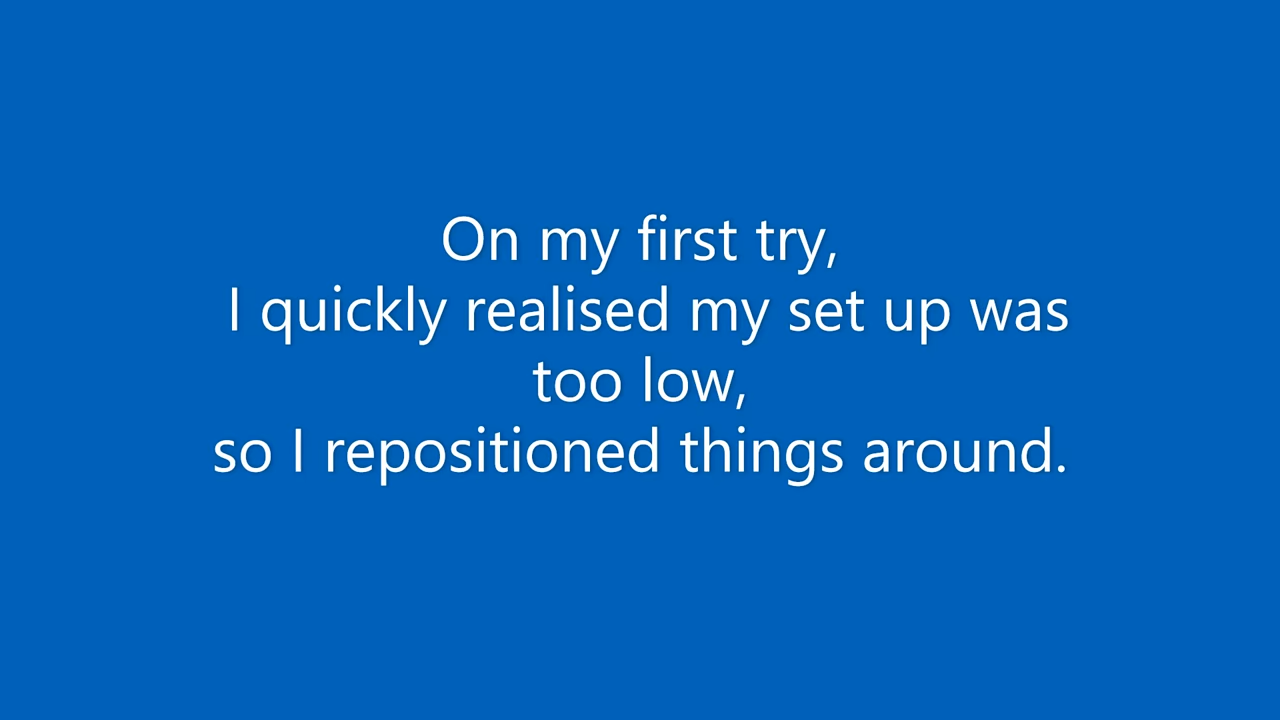 On my first try,
I quickly realised my set up was
too low,
so I repositioned things around.